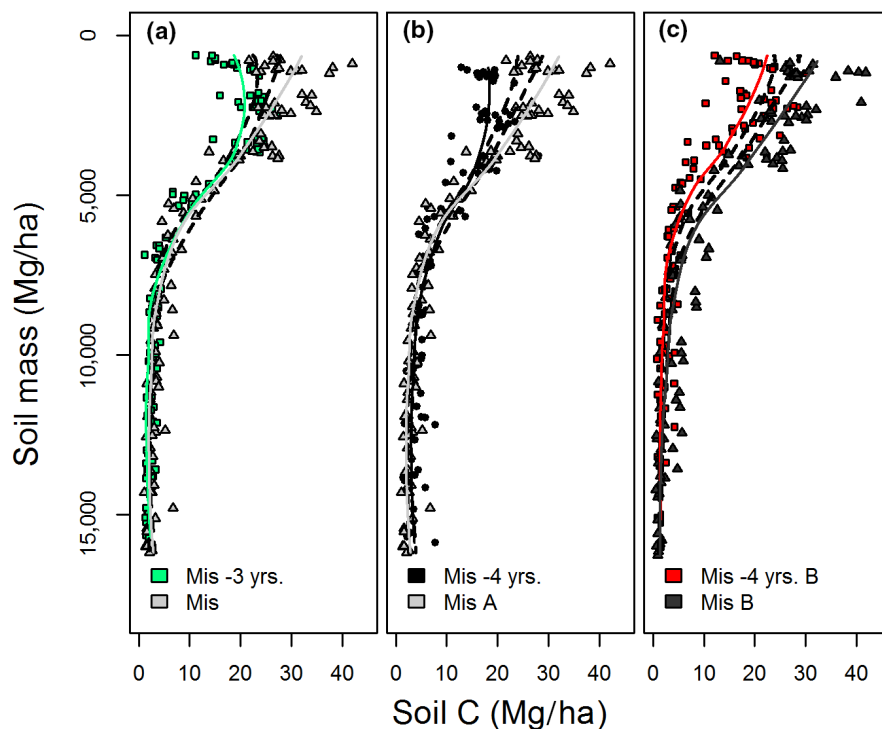 (a)
(b)
(c)
0
5,000
10,000
15,000
Soil mass (Mg/ha)
Mis -3 yrs.
Mis
Mis -4 yrs.
Mis A
Mis -4 yrs. B
Mis B
0 10 20 30 40
0 10 20 30 40
0 10 20 30 40
Soil C (Mg/ha)